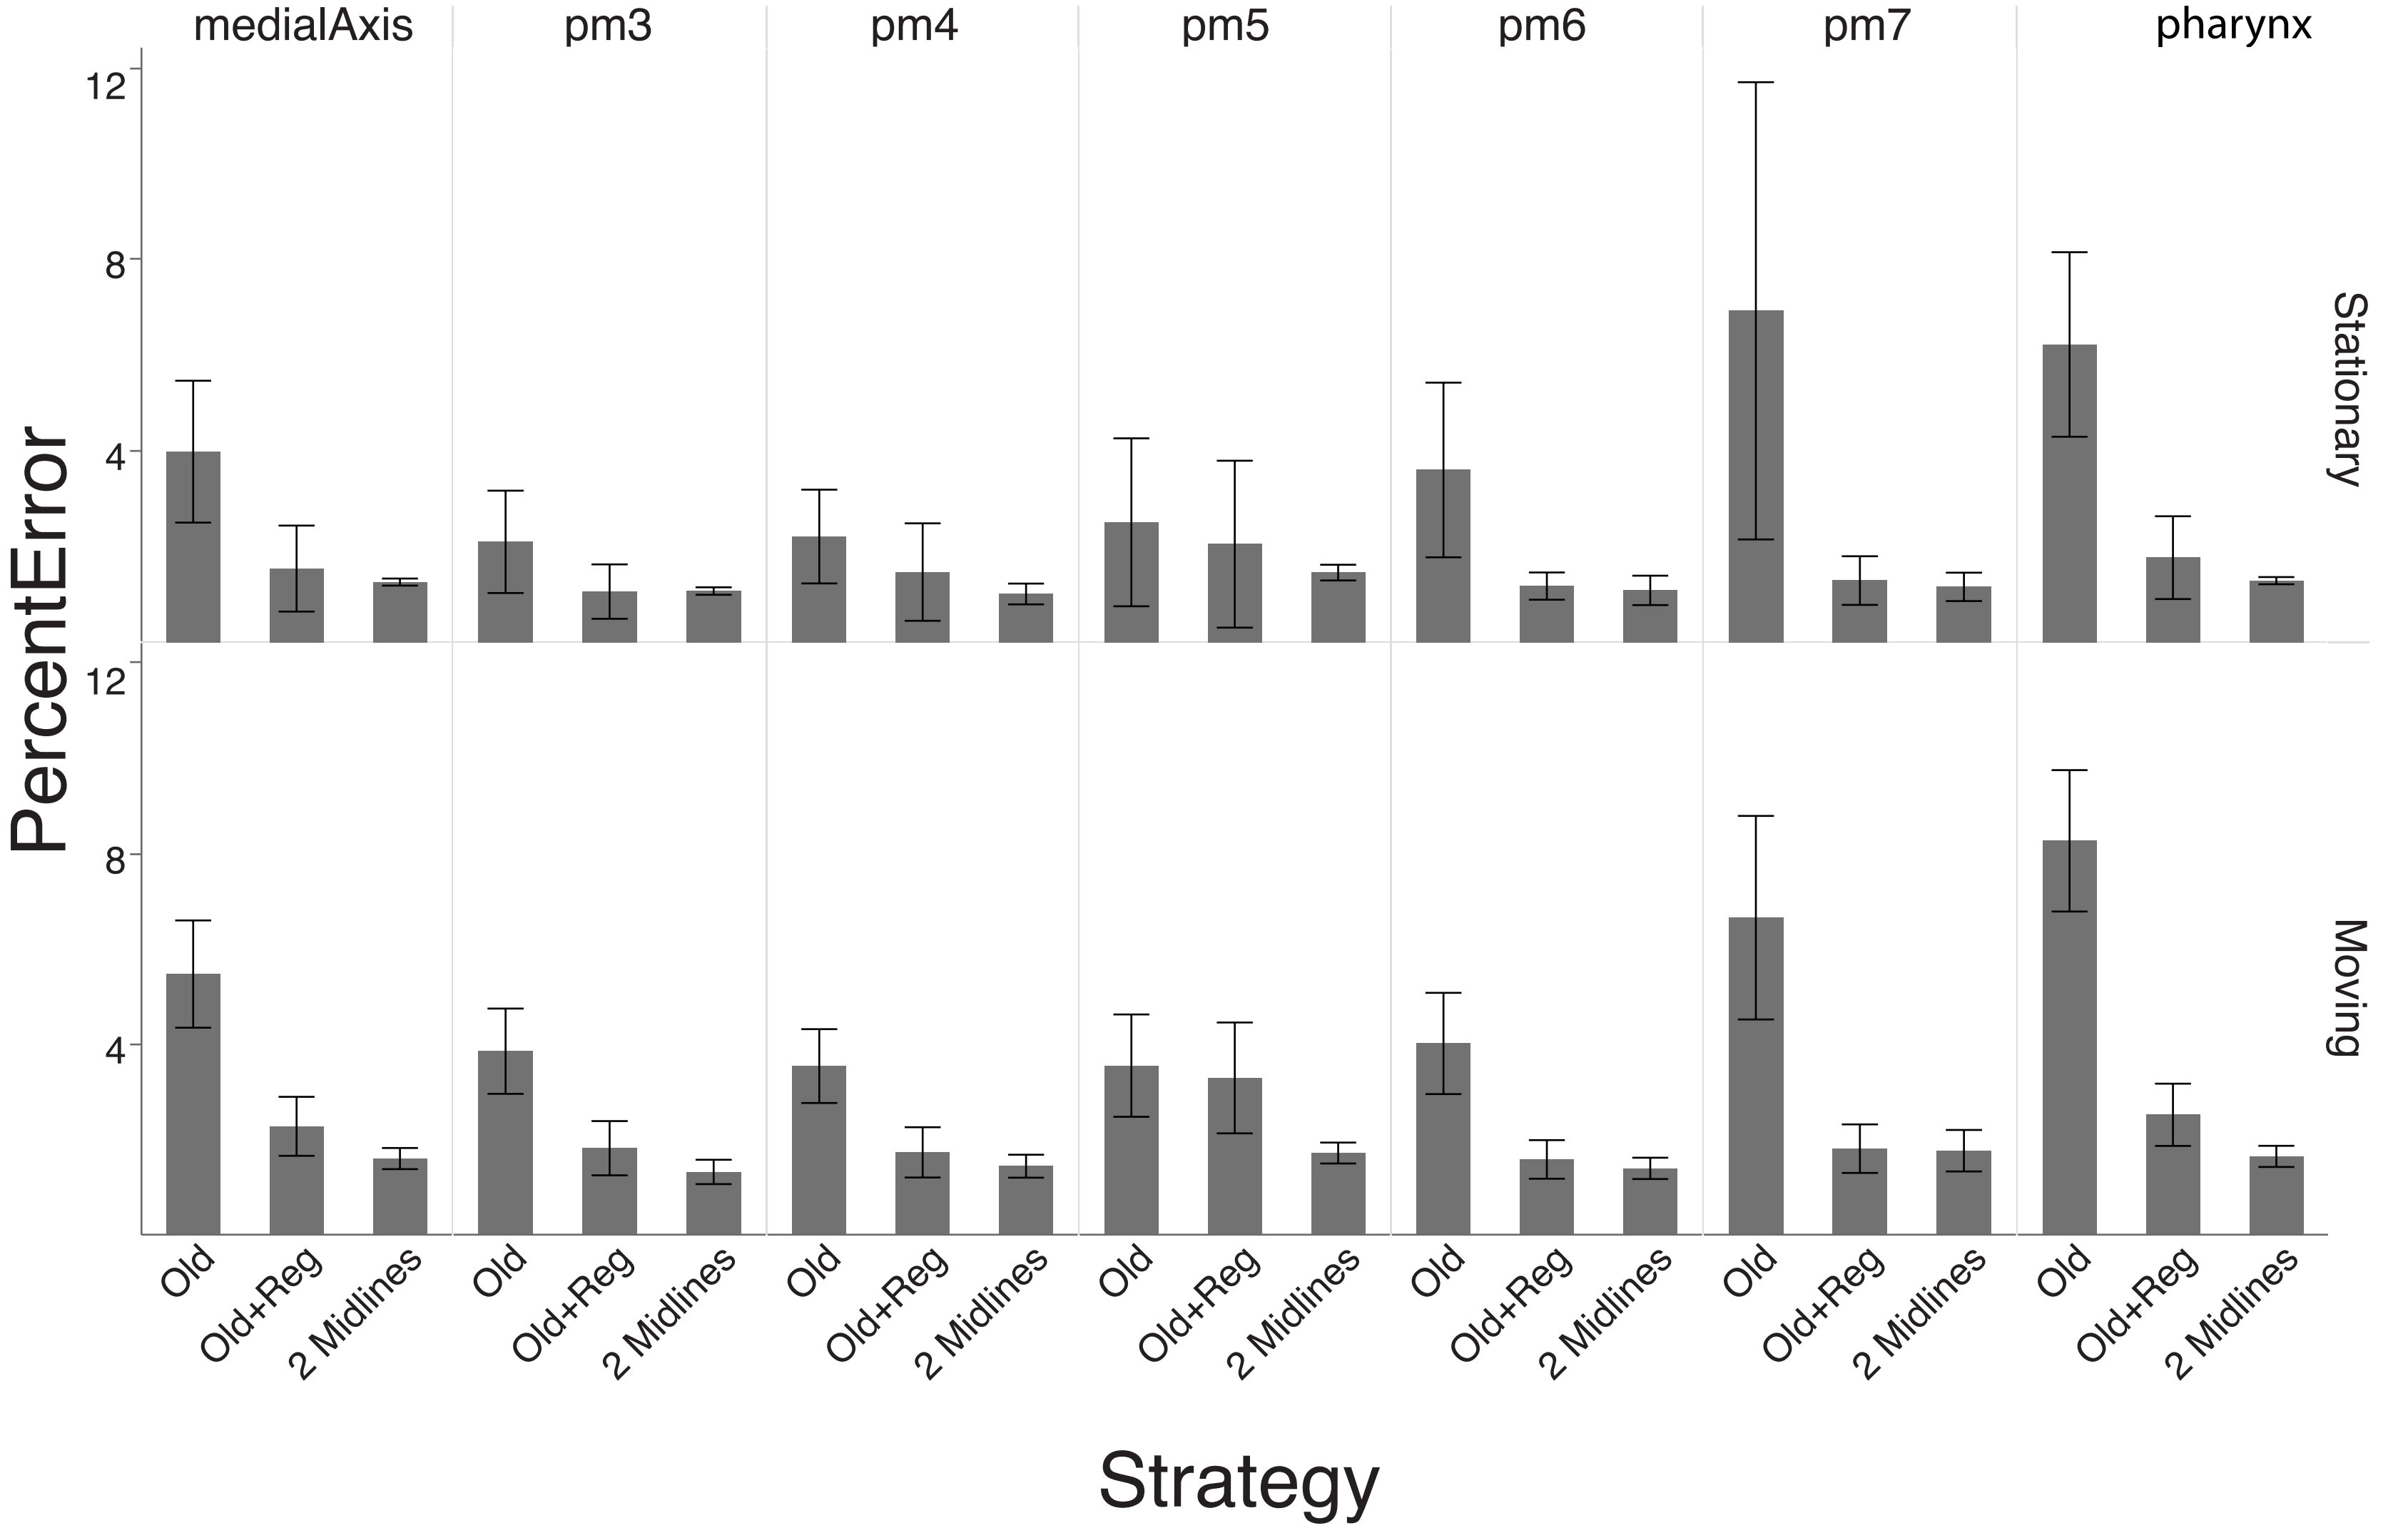 medialAxis pm3 pm4 pm5 pm6 pm7 pharynx
12
8
4
Stationary
PercentError
12
8
4
Moving
Old Old+Reg 2 Midlines Old Old+Reg 2 Midlines Old Old+Reg 2 Midlines Old Old+Reg 2 Midlines Old Old+Reg 2 Midlines Old Old+Reg 2 Midlines Old Old+Reg 2 Midlines
Strategy